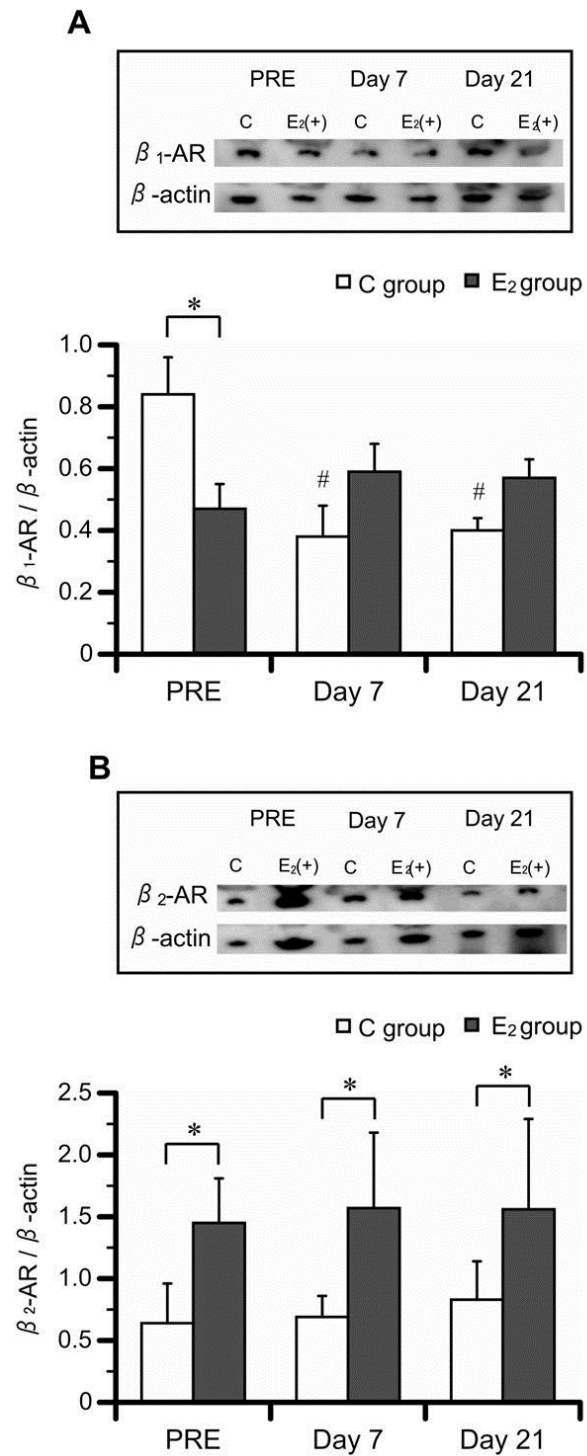 A
PRE Day 7 Day 21
C E₂(+) C E₂(+) C E₂(+)
β₁-AR
β-actin
C group E₂ group
*
1.0
0.8
0.6
0.4
0.2
0
β₁-AR / β-actin
# #
PRE Day 7 Day 21
B
PRE Day 7 Day 21
C E₂(+) C E₂(+) C E₂(+)
β₂-AR
β-actin
C group E₂ group
* * *
2.5
2.0
1.5
1.0
0.5
0
β₂-AR / β-actin
PRE Day 7 Day 21